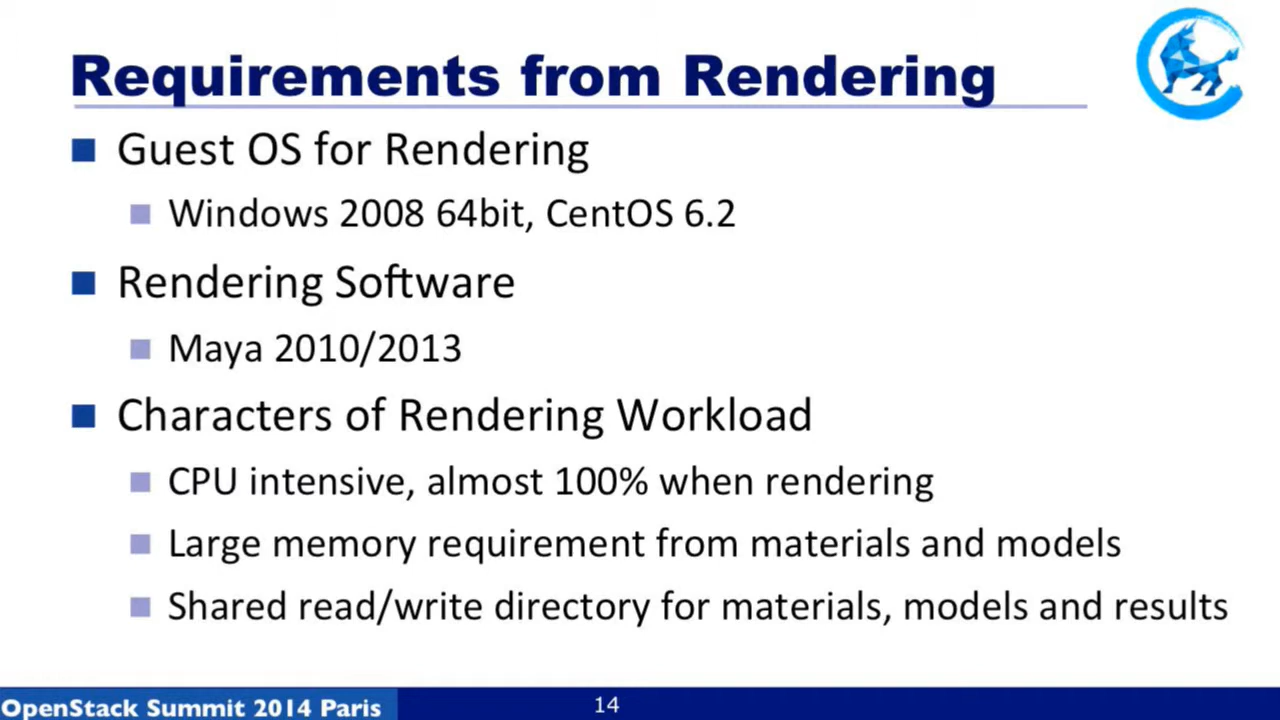 Requirements from Rendering
Guest OS for Rendering
Windows 2008 64bit, CentOS 6.2
Rendering Software
Maya 2010/2013
Characters of Rendering Workload
CPU intensive, almost 100% when rendering
Large memory requirement from materials and models
Shared read/write directory for materials, models and results
OpenStack Summit 2014 Paris
14